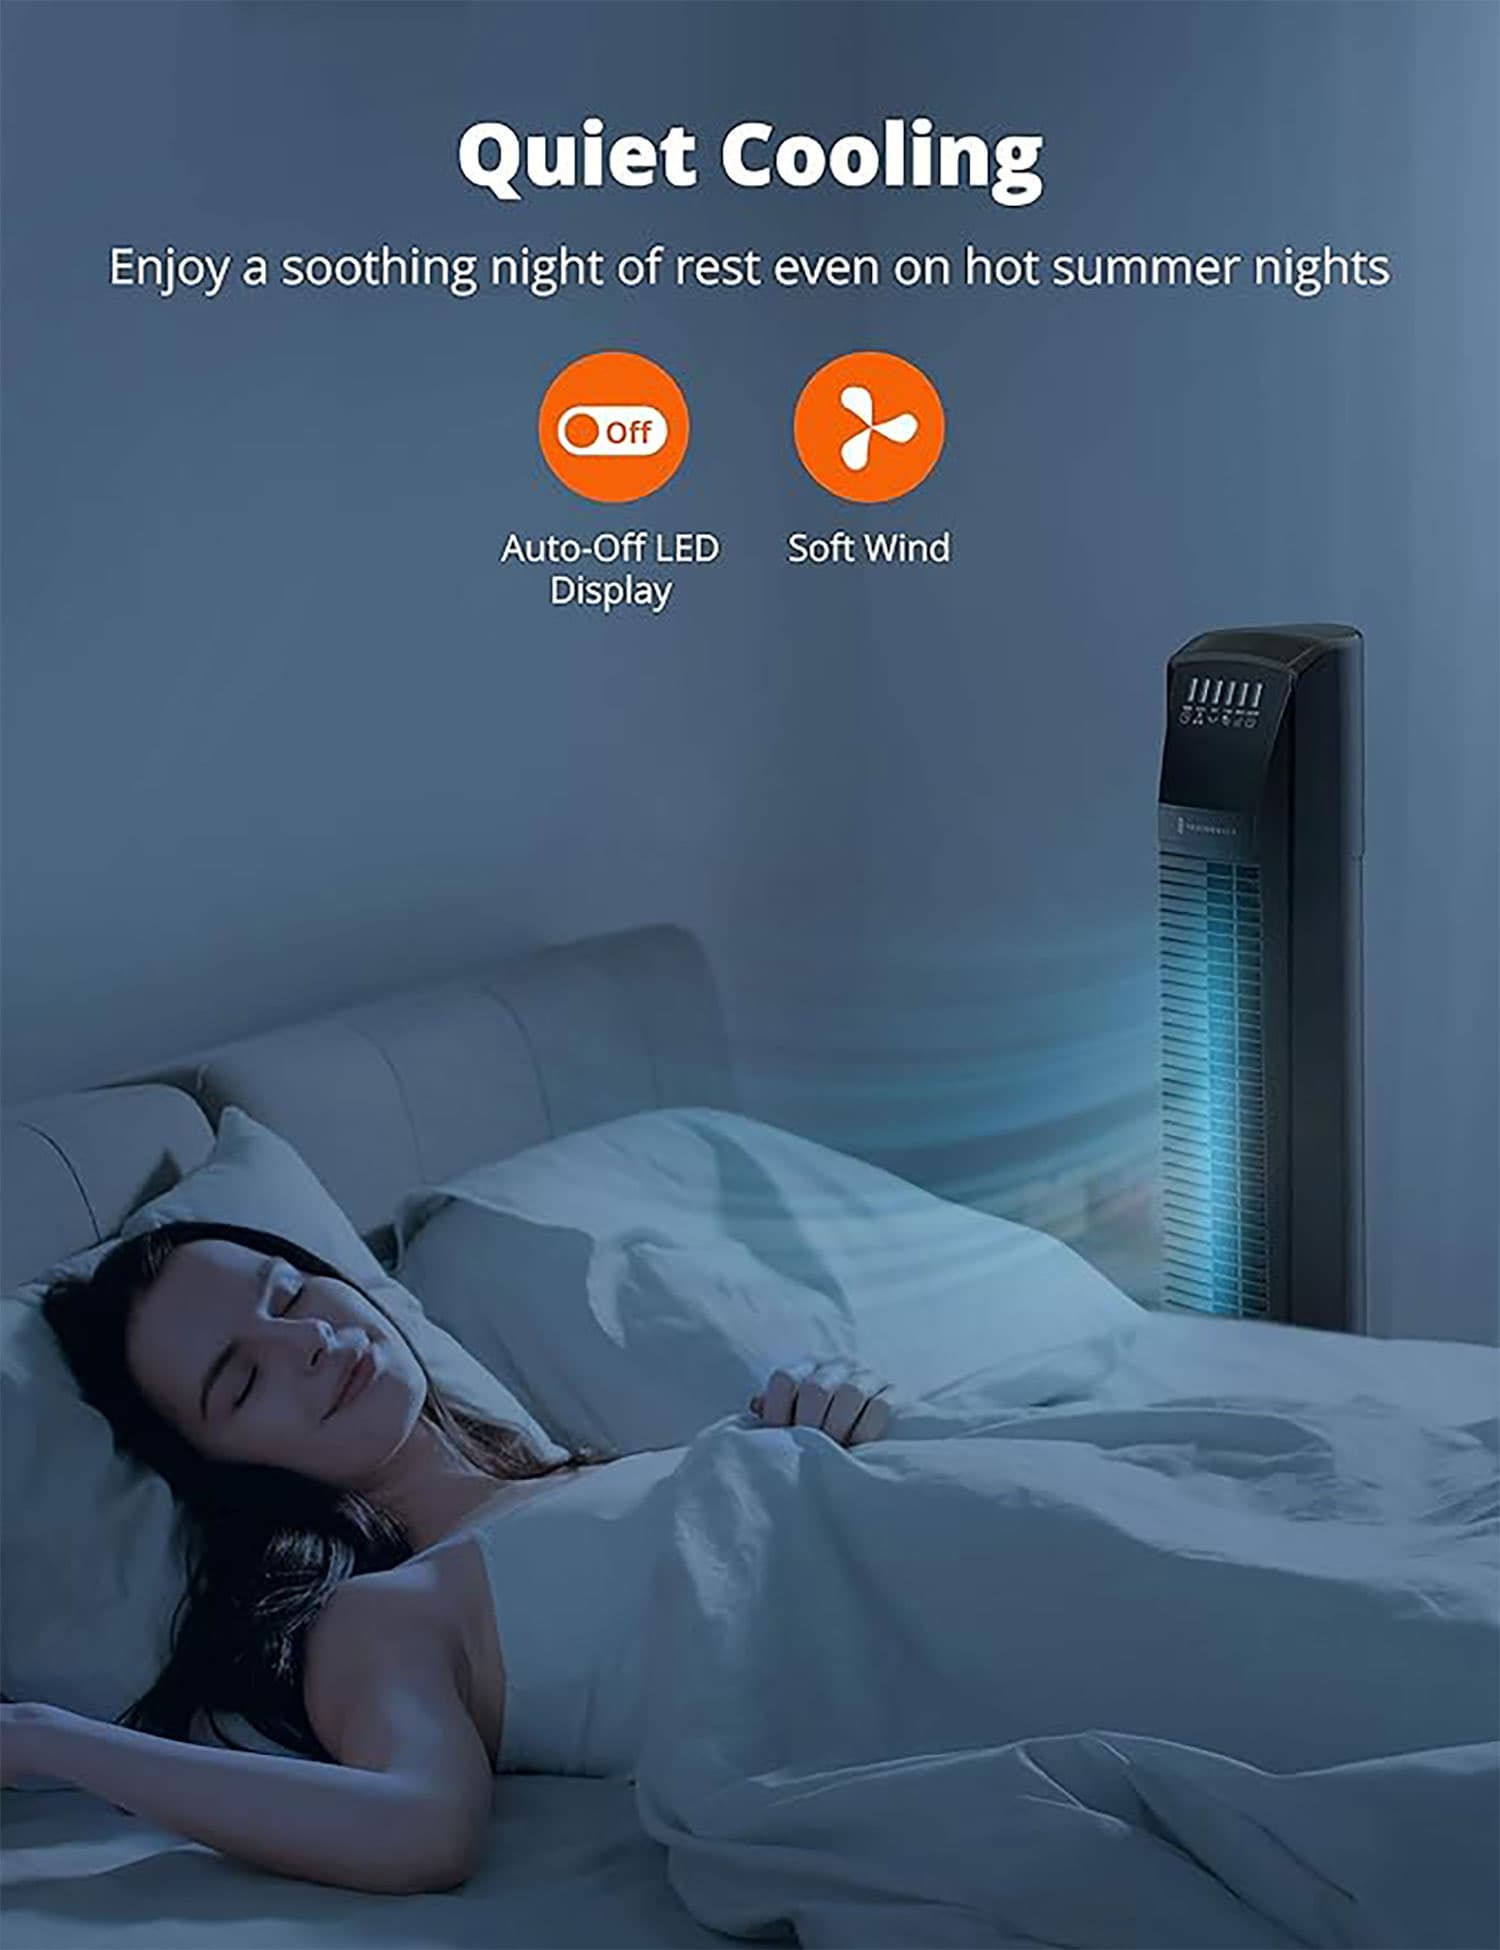 Quiet Cooling
Enjoy a soothing night of rest even on hot summer nights
Off
Auto-Off LED
Display
Soft Wind